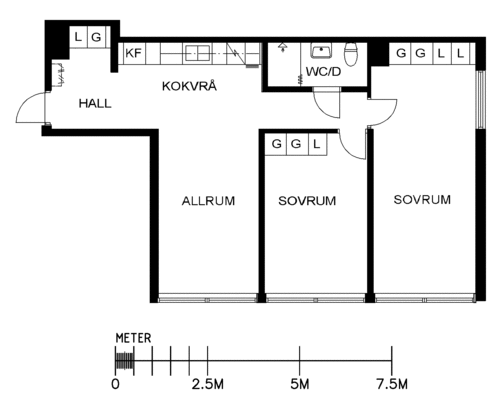 L G
KF
G G L L
WC/D
KOKVRÅ
HALL
G G L
ALLRUM
SOVRUM
SOVRUM
METER
0 2.5M 5M 7.5M